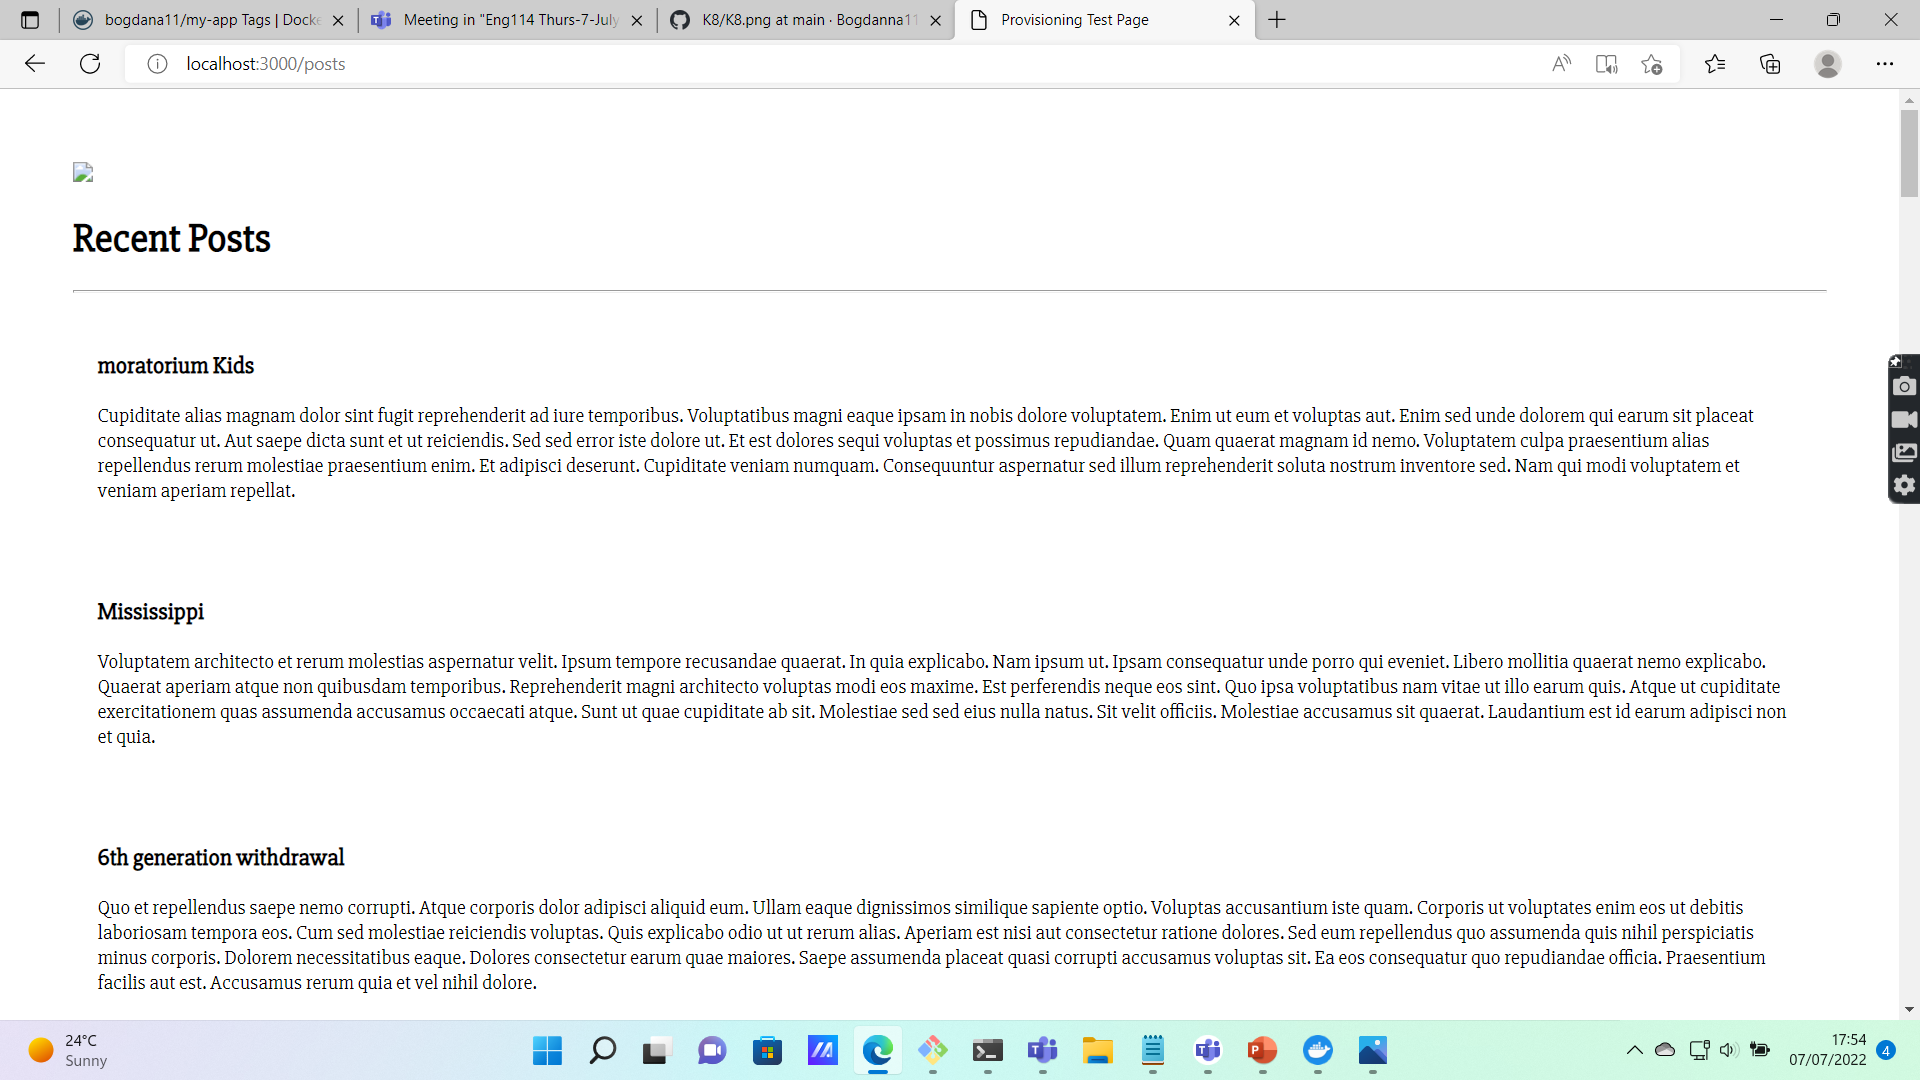 bogdana11/my-app Tags | Docke
Meeting in "Eng114 Thurs-7-July
K8/K8.png at main · Bogdanna11
Provisioning Test Page
localhost:3000/posts
Recent Posts
moratorium Kids
Cupiditate alias magnam dolor sint fugit reprehenderit ad iure temporibus. Voluptatibus magni eaque ipsam in nobis dolore voluptatem. Enim ut eum et voluptas aut. Enim sed unde dolorem qui earum sit placeat
consequatur ut. Aut saepe dicta sunt et ut reiciendis. Sed sed error iste dolore ut. Et est dolores sequi voluptas et possimus repudiandae. Quam quaerat magnam id nemo. Voluptatem culpa praesentium alias
repellendus rerum molestiae praesentium enim. Et adipisci deserunt. Cupiditate veniam numquam. Consequuntur aspernatur sed illum reprehenderit soluta nostrum inventore sed. Nam qui modi voluptatem et
veniam aperiam repellat.
Mississippi
Voluptatem architecto et rerum molestias aspernatur velit. Ipsum tempore recusandae quaerat. In quia explicabo. Nam ipsum ut. Ipsam consequatur unde porro qui eveniet. Libero mollitia quaerat nemo explicabo.
Quaerat aperiam atque non quibusdam temporibus. Reprehenderit magni architecto voluptas modi eos maxime. Est perferendis neque eos sint. Quo ipsa voluptatibus nam vitae ut illo earum quis. Atque ut cupiditate
exercitationem quas assumenda accusamus occaecati atque. Sunt ut quae cupiditate ab sit. Molestiae sed sed eius nulla natus. Sit velit officiis. Molestiae accusamus sit quaerat. Laudantium est id earum adipisci non
et quia.
6th generation withdrawal
Quo et repellendus saepe nemo corrupti. Atque corporis dolor adipisci aliquid eum. Ullam eaque dignissimos similique sapiente optio. Voluptas accusantium iste quam. Corporis ut voluptates enim eos ut debitis
laboriosam tempora eos. Cum sed molestiae reiciendis voluptas. Quis explicabo odio ut ut rerum alias. Aperiam est nisi aut consectetur ratione dolores. Sed eum repellendus quo assumenda quis nihil perspiciatis
minus corporis. Dolorem necessitatibus eaque. Dolores consectetur earum quae maiores. Saepe assumenda placeat quasi corrupti accusamus voluptas sit. Ea eos consequatur quo repudiandae officia. Praesentium
facilis aut est. Accusamus rerum quia et vel nihil dolore.
24°C
Sunny
17:54
07/07/2022
4